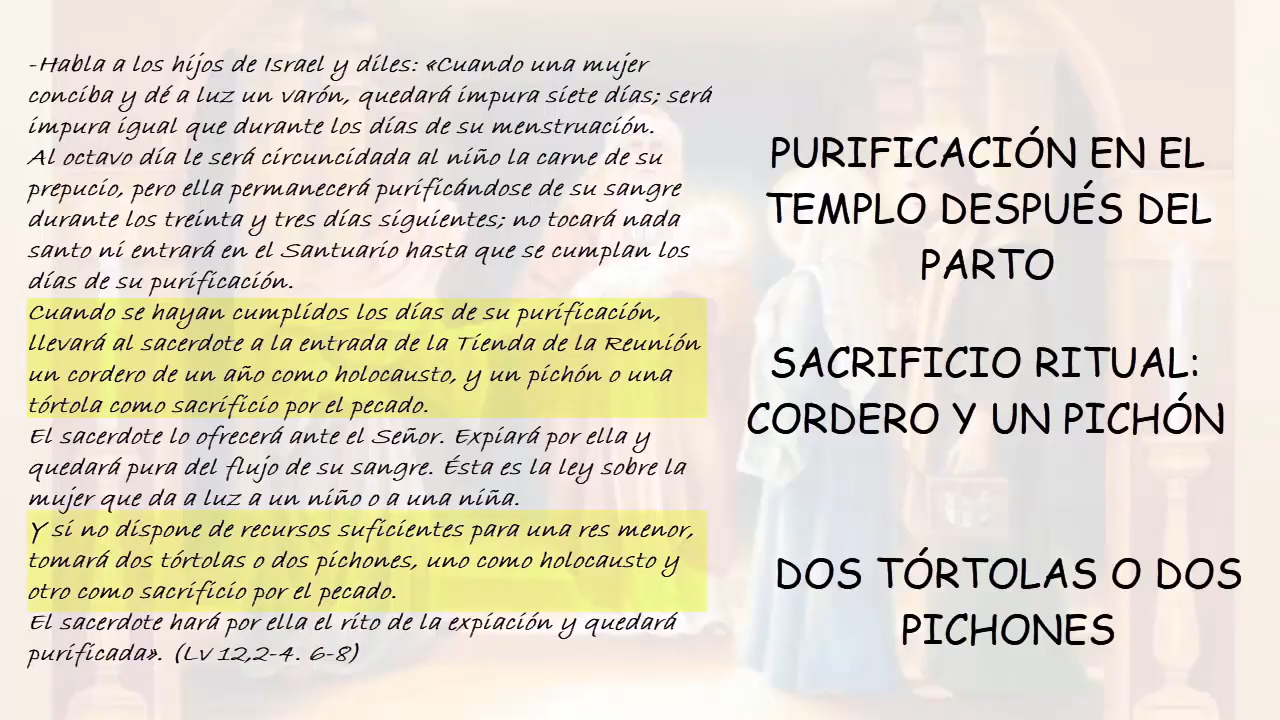 -Habla a los hijos de Israel y diles: «Cuando una mujer
conciba y dé a luz un varón, quedará impura siete días; será
impura igual que durante los días de su menstruación.
Al octavo día le será circuncidada al niño la carne de su
prepucio, pero ella permanecerá purificándose de su sangre
durante los treinta y tres días siguientes; no tocará nada
santo ni entrará en el Santuario hasta que se cumplan los
días de su purificación.
Cuando se hayan cumplidos los días de su purificación,
llevará al sacerdote a la entrada de la Tienda de la Reunión
un cordero de un año como holocausto, y un pichón o una
tórtola como sacrificio por el pecado.
El sacerdote lo ofrecerá ante el Señor. Expiará por ella y
quedará pura del flujo de su sangre. Ésta es la ley sobre la
mujer que da a luz a un niño o a una niña.
Y si no dispone de recursos suficientes para una res menor,
tomará dos tórtolas o dos pichones, uno como holocausto y
otro como sacrificio por el pecado.
El sacerdote hará por ella el rito de la expiación y quedará
purificada». (Lv 12,2-4. 6-8)
PURIFICACIÓN EN EL
TEMPLO DESPUÉS DEL
PARTO
SACRIFICIO RITUAL:
CORDERO Y UN PICHÓN
DOS TÓRTOLAS O DOS
PICHONES